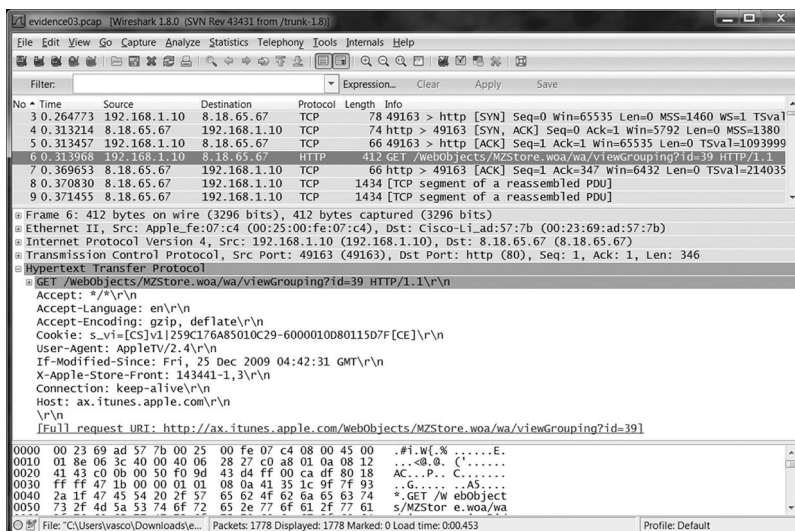 evidence03.pcap [Wireshark 1.8.0 (SVN Rev 43431 from /trunk-1.8)]
File Edit View Go Capture Analyze Statistics Telephony Tools Internals Help
Filter: Expression... Clear Apply Save
No Time Source Destination Protocol Length Info
3 0.264773 192.168.1.10 8.18.65.67 TCP 78 49163 > http [SYN] Seq=0 Win=65535 Len=0 MSS=1460 WS=1 TSval
4 0.313214 8.18.65.67 192.168.1.10 TCP 74 http > 49163 [SYN, ACK] Seq=0 Ack=1 Win=5792 Len=0 MSS=1380
5 0.313457 192.168.1.10 8.18.65.67 TCP 66 49163 > http [ACK] Seq=1 Ack=1 Win=65535 Len=0 TSval=1093999
6 0.313968 192.168.1.10 8.18.65.67 HTTP 412 GET /WebObjects/MZStore.woa/wa/viewGrouping?id=39 HTTP/1.1
7 0.369653 8.18.65.67 192.168.1.10 TCP 66 http > 49163 [ACK] Seq=1 Ack=347 Win=6432 Len=0 TSval=214035
8 0.370830 8.18.65.67 192.168.1.10 TCP 1434 [TCP segment of a reassembled PDU]
9 0.371455 8.18.65.67 192.168.1.10 TCP 1434 [TCP segment of a reassembled PDU]
Frame 6: 412 bytes on wire (3296 bits), 412 bytes captured (3296 bits)
Ethernet II, Src: Apple_fe:07:c4 (00:25:00:fe:07:c4), Dst: Cisco-Li_ad:57:7b (00:23:69:ad:57:7b)
Internet Protocol Version 4, Src: 192.168.1.10 (192.168.1.10), Dst: 8.18.65.67 (8.18.65.67)
Transmission Control Protocol, Src Port: 49163 (49163), Dst Port: http (80), Seq: 1, Ack: 1, Len: 346
Hypertext Transfer Protocol
GET /WebObjects/MZStore.woa/wa/viewGrouping?id=39 HTTP/1.1\r\n
Accept: */*\r\n
Accept-Language: en\r\n
Accept-Encoding: gzip, deflate\r\n
Cookie: s_vi=[CS]v1|259C176A85010C29-6000010D80115D7F[CE]\r\n
User-Agent: AppleTV/2.4\r\n
If-Modified-Since: Fri, 25 Dec 2009 04:42:31 GMT\r\n
X-Apple-Store-Front: 143441-1,3\r\n
Connection: keep-alive\r\n
Host: ax.itunes.apple.com\r\n
\r\n
[Full request URI: http://ax.itunes.apple.com/WebObjects/MZStore.woa/wa/viewGrouping?id=39]
0000 00 23 69 ad 57 7b 00 25 00 fe 07 c4 08 00 45 00 .#i.W{.% ......E.
0010 01 8e 06 3c 40 00 40 06 28 27 c0 a8 01 0a 08 12 ...<@.@. ('......
0020 41 43 c0 0b 00 50 f0 9d 43 d4 ff 00 ca df 80 18 AC...P.. C.......
0030 ff ff 47 1b 00 00 01 01 08 0a 41 35 1c 9f 7f 93 ..G..... ..A5....
0040 2a 1f 47 45 54 20 2f 57 65 62 4f 62 6a 65 63 74 *.GET /W ebObject
0050 73 2f 4d 5a 53 74 6f 72 65 2e 77 6f 61 2f 77 61 s/MZStor e.woa/wa
File: "C:\Users\vasco\Downloads\e... Packets: 1778 Displayed: 1778 Marked: 0 Load time: 0:00.453 Profile: Default